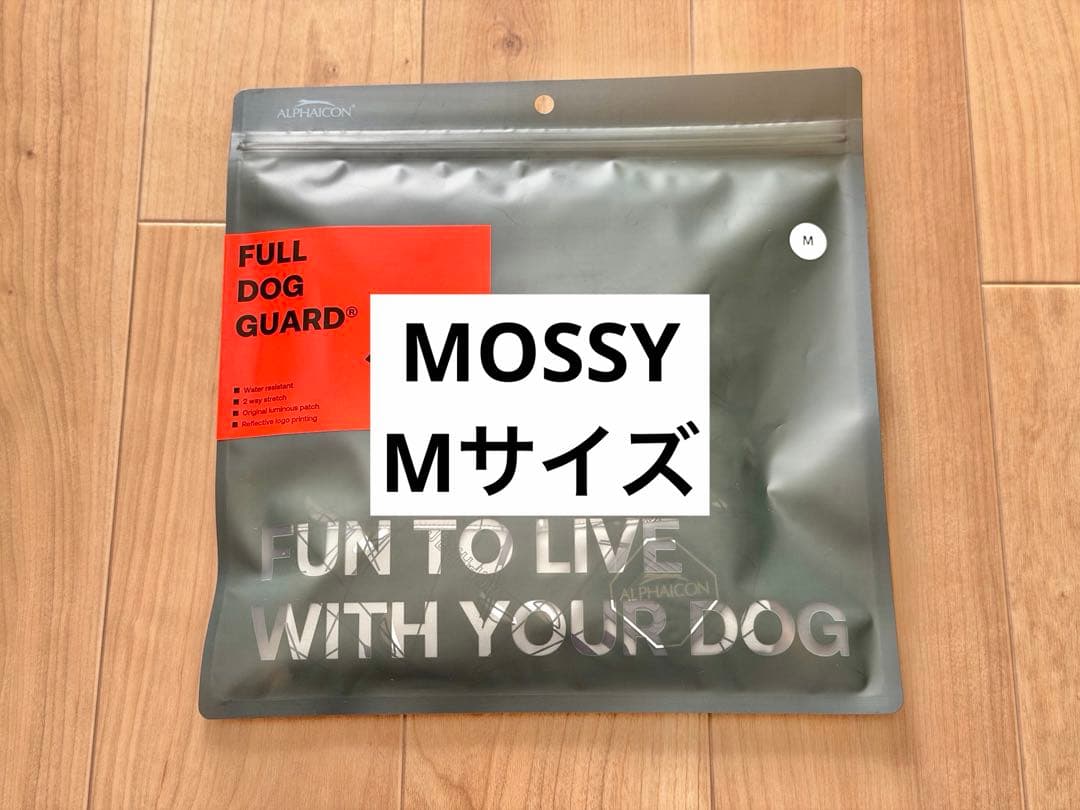 ALPHAICON®
M
FULL
DOG
GUARD®
■ Water resistant
■ 2 way stretch
■ Original luminous patch
■ Reflective logo printing
MOSSY
Mサイズ
FUN TO LIVE
WITH YOUR DOG
ALPHAICON